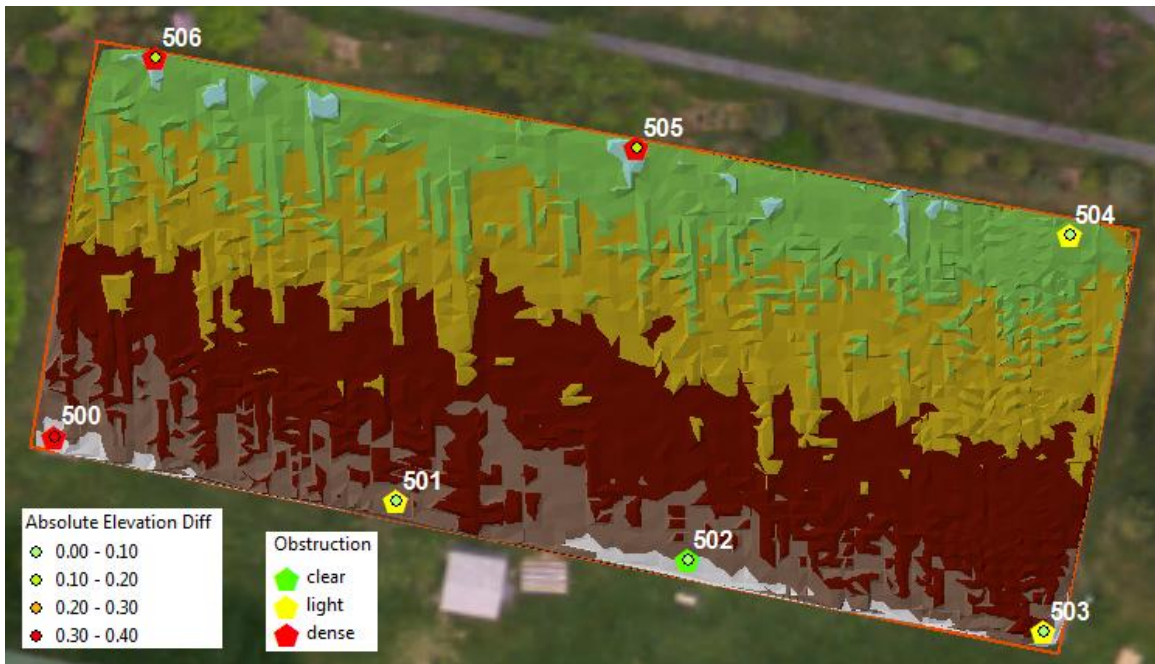 506
505
504
500
501
502
503
Absolute Elevation Diff
0.00 - 0.10
0.10 - 0.20
0.20 - 0.30
0.30 - 0.40
Obstruction
clear
light
dense